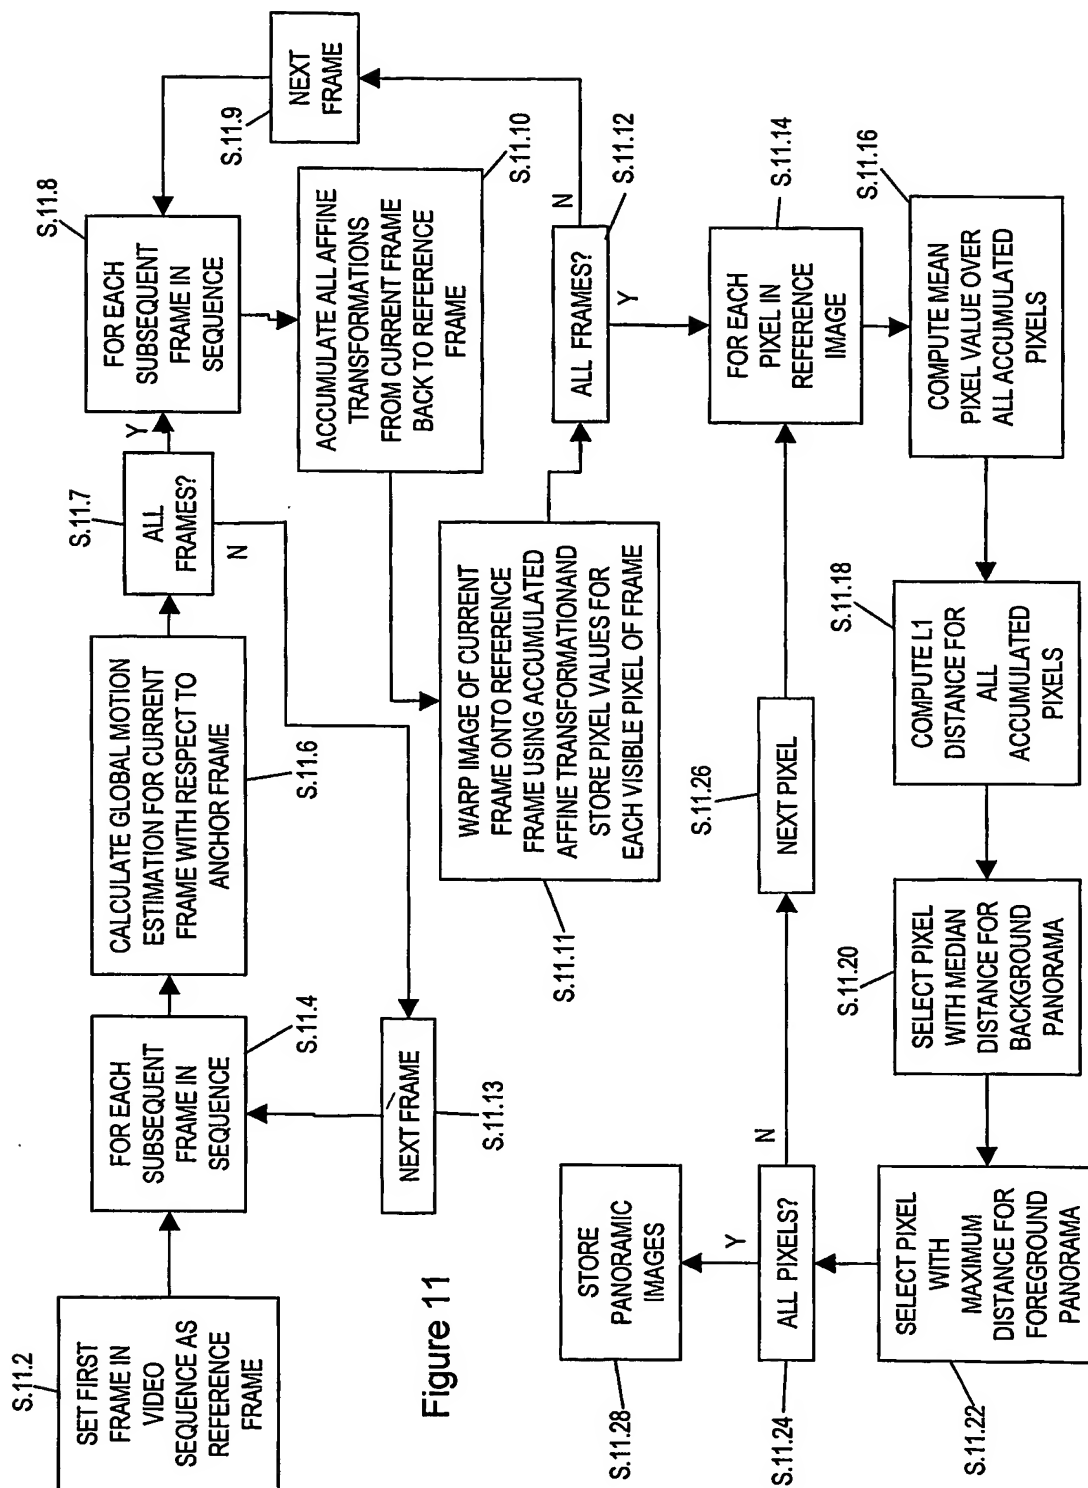 S.11.2
SET FIRST
FRAME IN
VIDEO
SEQUENCE AS
REFERENCE
FRAME
FOR EACH
SUBSEQUENT
FRAME IN
SEQUENCE
S.11.4
CALCULATE GLOBAL MOTION
ESTIMATION FOR CURRENT
FRAME WITH RESPECT TO
ANCHOR FRAME
S.11.6
S.11.7
ALL
FRAMES?
Y
N
NEXT FRAME
S.11.13
S.11.8
FOR EACH
SUBSEQUENT
FRAME IN
SEQUENCE
S.11.9
NEXT
FRAME
ACCUMULATE ALL AFFINE
TRANSFORMATIONS
FROM CURRENT FRAME
BACK TO REFERENCE
FRAME
S.11.10
WARP IMAGE OF CURRENT
FRAME ONTO REFERENCE
FRAME USING ACCUMULATED
AFFINE TRANSFORMATIONAND
STORE PIXEL VALUES FOR
EACH VISIBLE PIXEL OF FRAME
S.11.11
ALL FRAMES?
S.11.12
N
Y
FOR EACH
PIXEL IN
REFERENCE
IMAGE
S.11.14
COMPUTE MEAN
PIXEL VALUE OVER
ALL ACCUMULATED
PIXELS
S.11.16
S.11.18
COMPUTE L1
DISTANCE FOR
ALL
ACCUMULATED
PIXELS
S.11.20
SELECT PIXEL
WITH MEDIAN
DISTANCE FOR
BACKGROUND
PANORAMA
SELECT PIXEL
WITH
MAXIMUM
DISTANCE FOR
FOREGROUND
PANORAMA
S.11.22
ALL PIXELS?
S.11.24
N
Y
S.11.26
NEXT PIXEL
STORE
PANORAMIC
IMAGES
S.11.28
Figure 11